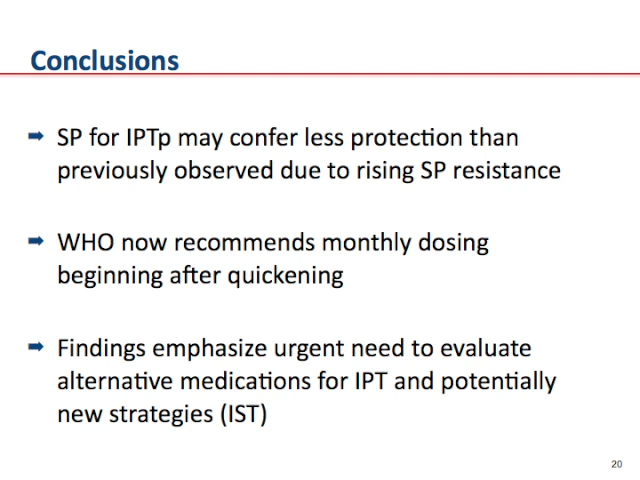 Conclusions
SP for IPTp may confer less protection than
previously observed due to rising SP resistance
WHO now recommends monthly dosing
beginning after quickening
Findings emphasize urgent need to evaluate
alternative medications for IPT and potentially
new strategies (IST)
20